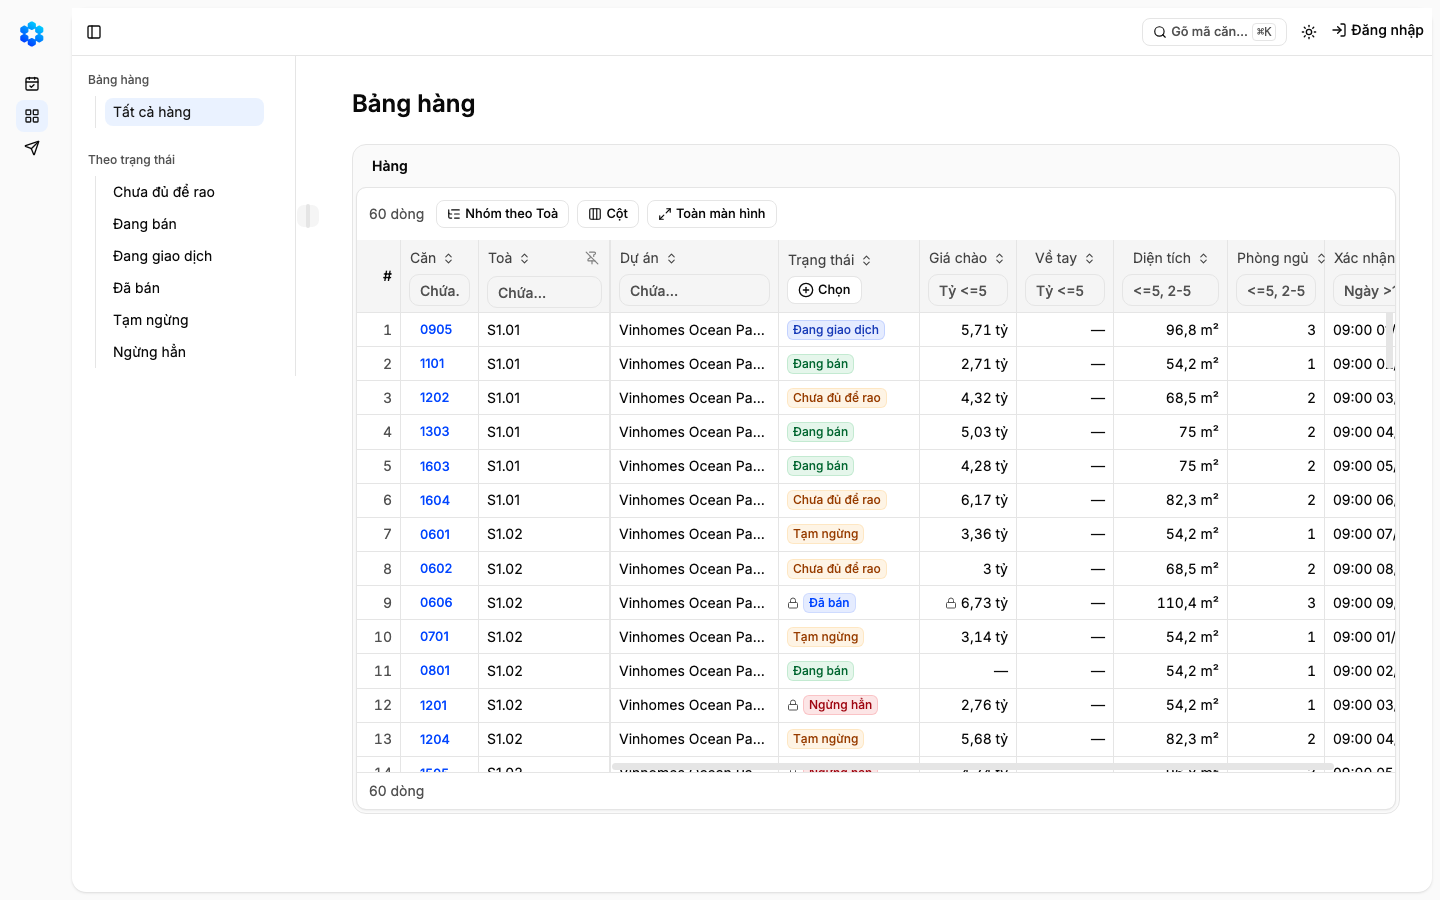 Gõ mã căn... ⌘K
Đăng nhập
Bảng hàng
Tất cả hàng
Theo trạng thái
Chưa đủ để rao
Đang bán
Đang giao dịch
Đã bán
Tạm ngừng
Ngừng hẳn
Bảng hàng
Hàng
60 dòng Nhóm theo Toà Cột Toàn màn hình
# Căn Toà Dự án Trạng thái Giá chào Về tay Diện tích Phòng ngủ Xác nhận
Chứa. Chứa... Chứa... Chọn Tỷ <=5 Tỷ <=5 <=5, 2-5 <=5, 2-5 Ngày >
1 0905 S1.01 Vinhomes Ocean Pa... Đang giao dịch 5,71 tỷ — 96,8 m² 3 09:00
2 1101 S1.01 Vinhomes Ocean Pa... Đang bán 2,71 tỷ — 54,2 m² 1 09:00
3 1202 S1.01 Vinhomes Ocean Pa... Chưa đủ để rao 4,32 tỷ — 68,5 m² 2 09:00 03/
4 1303 S1.01 Vinhomes Ocean Pa... Đang bán 5,03 tỷ — 75 m² 2 09:00 04/
5 1603 S1.01 Vinhomes Ocean Pa... Đang bán 4,28 tỷ — 75 m² 2 09:00 05/
6 1604 S1.01 Vinhomes Ocean Pa... Chưa đủ để rao 6,17 tỷ — 82,3 m² 2 09:00 06/
7 0601 S1.02 Vinhomes Ocean Pa... Tạm ngừng 3,36 tỷ — 54,2 m² 1 09:00 07/
8 0602 S1.02 Vinhomes Ocean Pa... Chưa đủ để rao 3 tỷ — 68,5 m² 2 09:00 08/
9 0606 S1.02 Vinhomes Ocean Pa... Đã bán 6,73 tỷ — 110,4 m² 3 09:00 09/
10 0701 S1.02 Vinhomes Ocean Pa... Tạm ngừng 3,14 tỷ — 54,2 m² 1 09:00 01/
11 0801 S1.02 Vinhomes Ocean Pa... Đang bán — — 54,2 m² 1 09:00 02/
12 1201 S1.02 Vinhomes Ocean Pa... Ngừng hẳn 2,76 tỷ — 54,2 m² 1 09:00 03/
13 1204 S1.02 Vinhomes Ocean Pa... Tạm ngừng 5,68 tỷ — 82,3 m² 2 09:00 04/
60 dòng